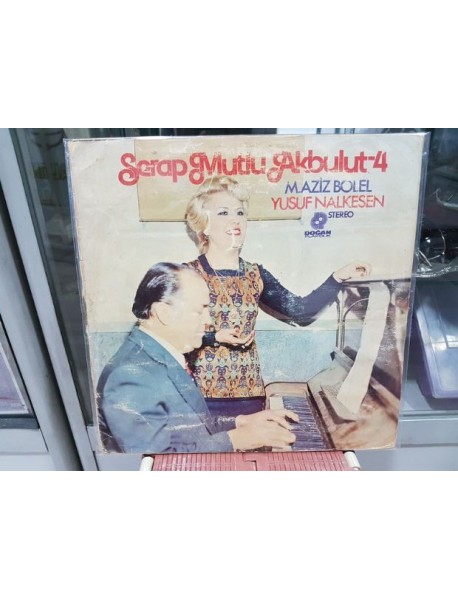 Serap Mutlu Akbulut-4
M.AZİZ BOLEL
YUSUF NALKESEN
STEREO
DOĞAN